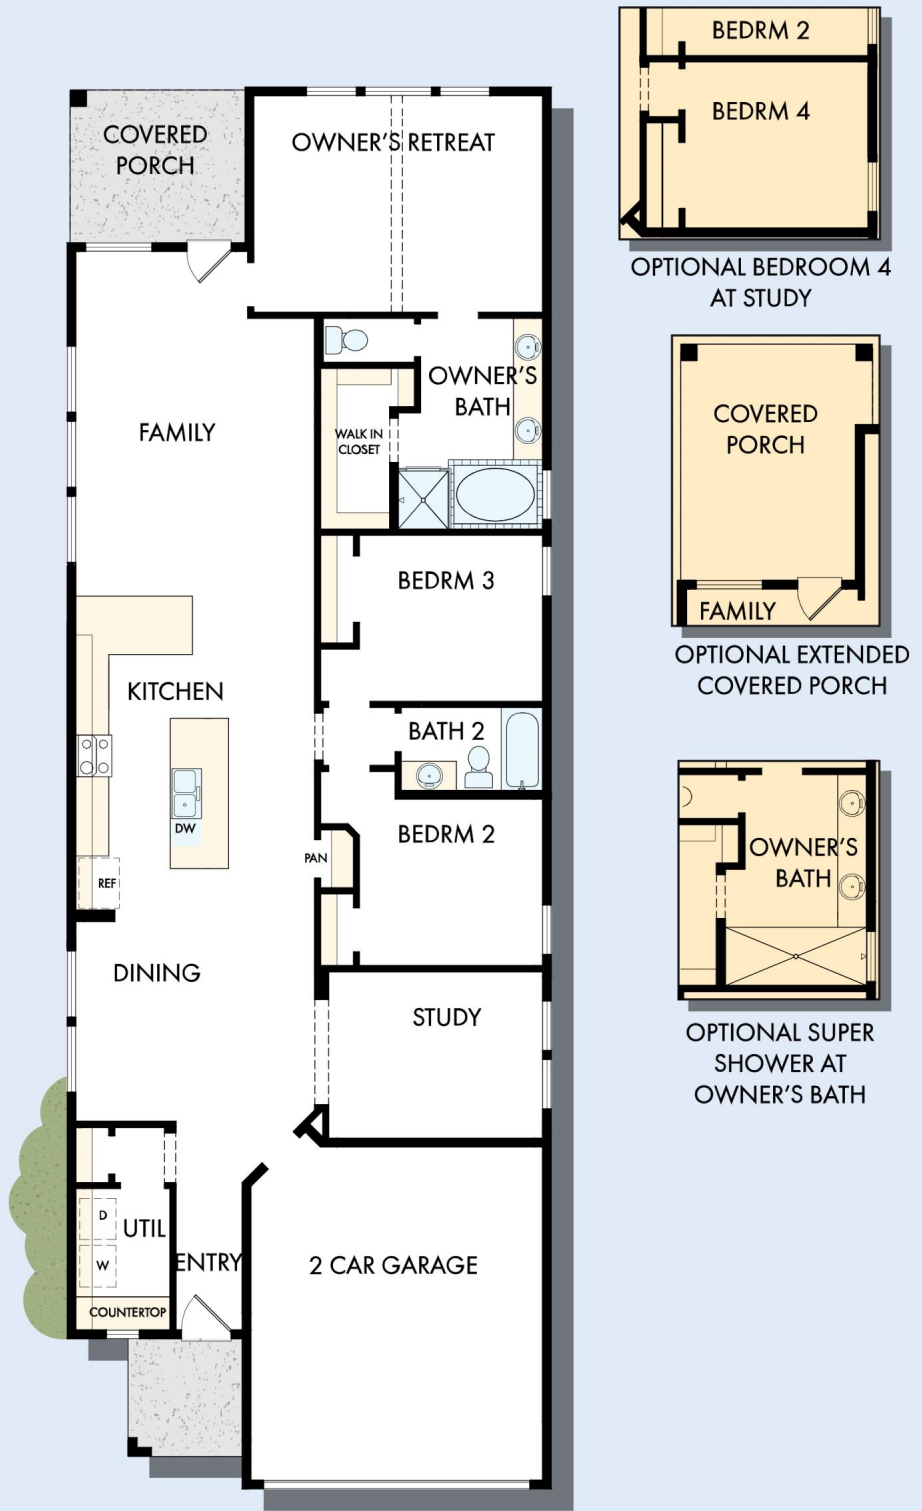 COVERED
PORCH
OWNER'S RETREAT
FAMILY
OWNER'S
BATH
WALK IN
CLOSET
BEDRM 3
KITCHEN
BATH 2
DW
BEDRM 2
PAN
REF
DINING
STUDY
D
UTIL
W
ENTRY
2 CAR GARAGE
COUNTERTOP
BEDRM 2
BEDRM 4
OPTIONAL BEDROOM 4
AT STUDY
COVERED
PORCH
FAMILY
OPTIONAL EXTENDED
COVERED PORCH
OWNER'S
BATH
OPTIONAL SUPER
SHOWER AT
OWNER'S BATH